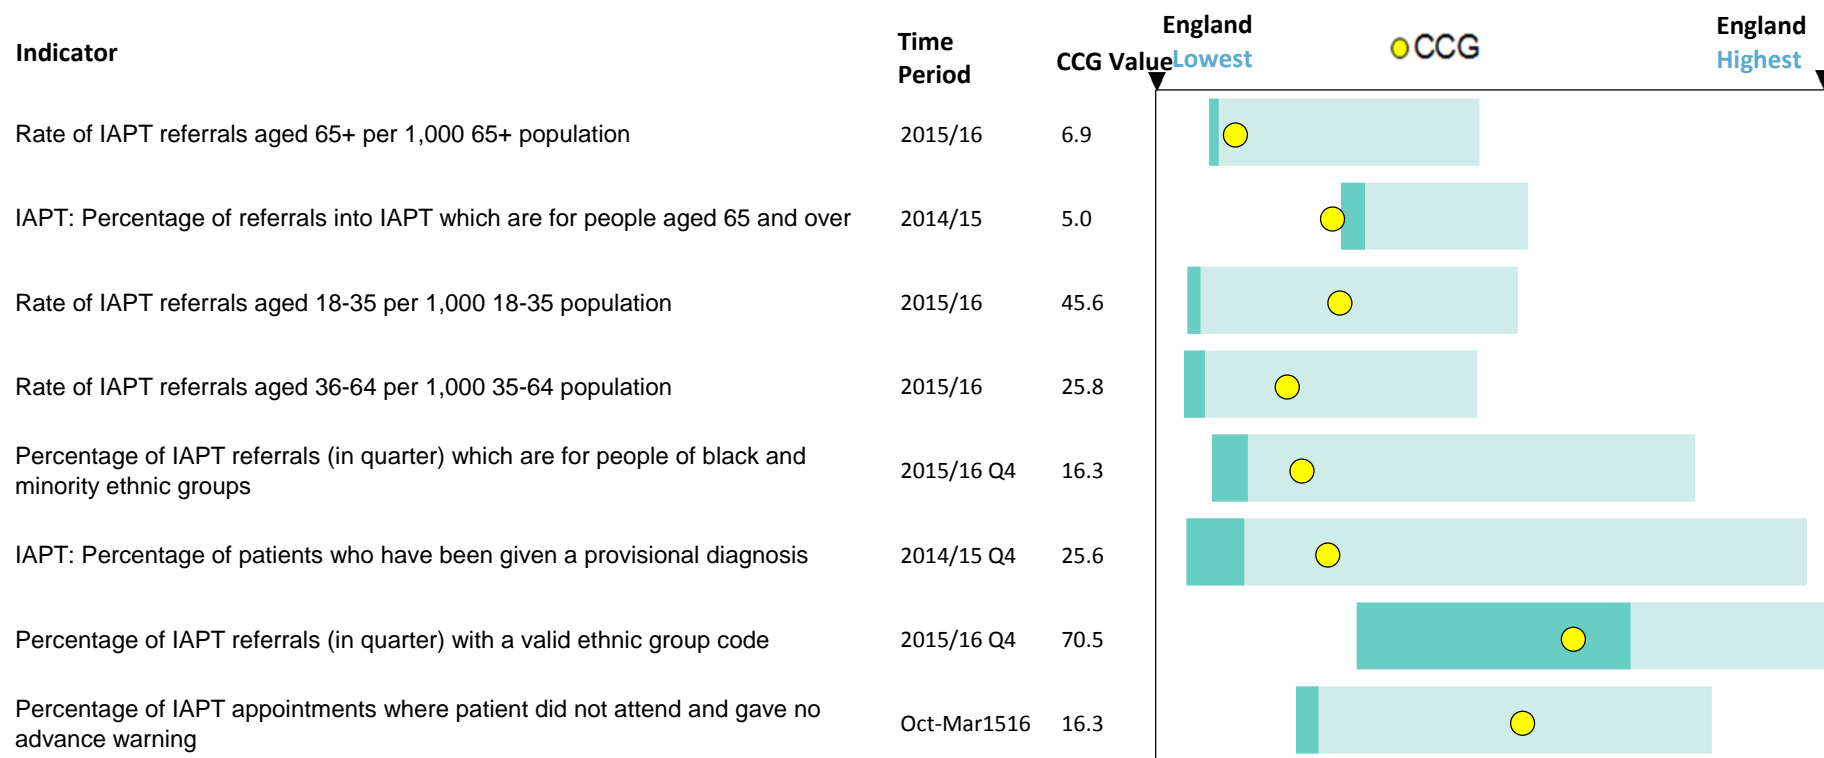 Indicator
Time
Period
CCG Value
England
Lowest
CCG
England
Highest
Rate of IAPT referrals aged 65+ per 1,000 65+ population 2015/16 6.9
IAPT: Percentage of referrals into IAPT which are for people aged 65 and over 2014/15 5.0
Rate of IAPT referrals aged 18-35 per 1,000 18-35 population 2015/16 45.6
Rate of IAPT referrals aged 36-64 per 1,000 35-64 population 2015/16 25.8
Percentage of IAPT referrals (in quarter) which are for people of black and
minority ethnic groups
2015/16 Q4 16.3
IAPT: Percentage of patients who have been given a provisional diagnosis 2014/15 Q4 25.6
Percentage of IAPT referrals (in quarter) with a valid ethnic group code 2015/16 Q4 70.5
Percentage of IAPT appointments where patient did not attend and gave no
advance warning
Oct-Mar1516 16.3